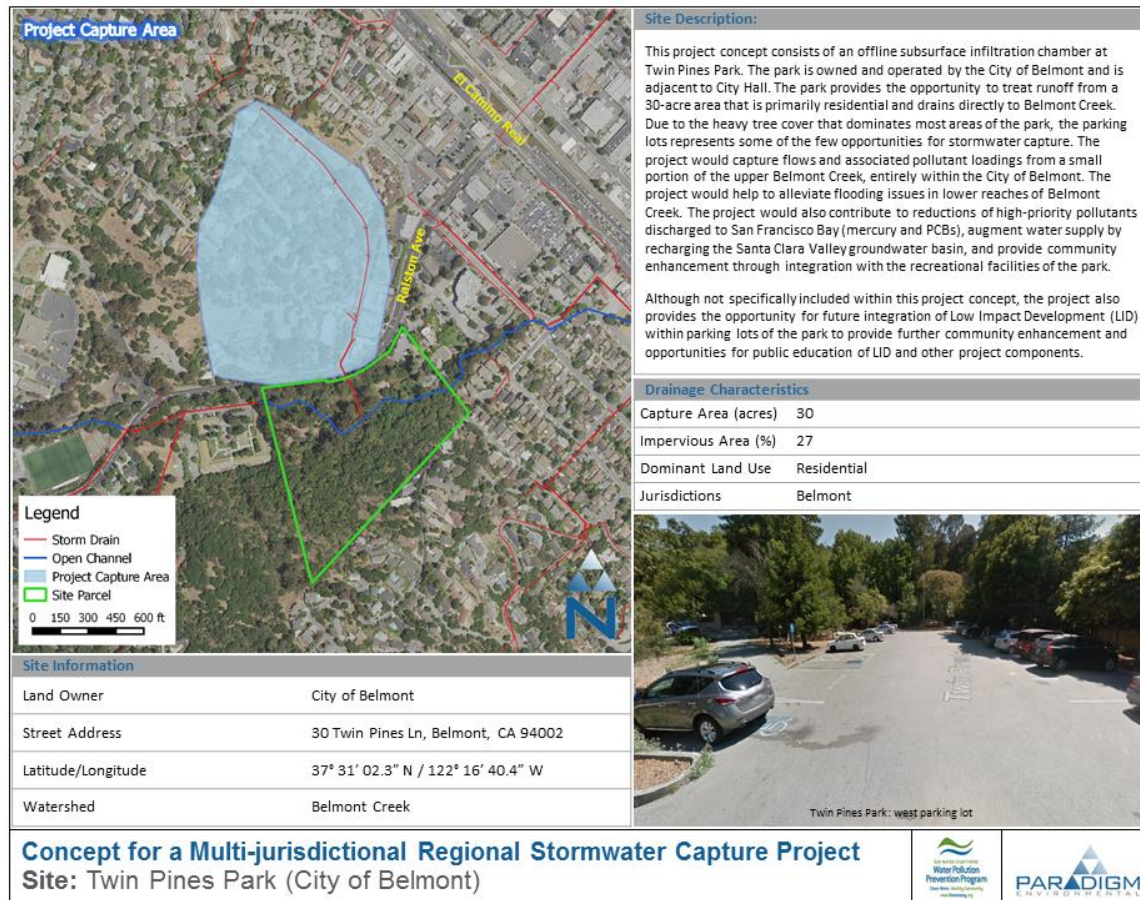 Project Capture Area
El Camino Real
Ralston Ave
Legend
Storm Drain
Open Channel
Project Capture Area
Site Parcel
0 150 300 450 600 ft
N
Site Information
Land Owner City of Belmont
Street Address 30 Twin Pines Ln, Belmont, CA 94002
Latitude/Longitude 37° 31’ 02.3” N / 122° 16’ 40.4” W
Watershed Belmont Creek
Site Description:
This project concept consists of an offline subsurface infiltration chamber at
Twin Pines Park. The park is owned and operated by the City of Belmont and is
adjacent to City Hall. The park provides the opportunity to treat runoff from a
30-acre area that is primarily residential and drains directly to Belmont Creek.
Due to the heavy tree cover that dominates most areas of the park, the parking
lots represents some of the few opportunities for stormwater capture. The
project would capture flows and associated pollutant loadings from a small
portion of the upper Belmont Creek, entirely within the City of Belmont. The
project would help to alleviate flooding issues in lower reaches of Belmont
Creek. The project would also contribute to reductions of high-priority pollutants
discharged to San Francisco Bay (mercury and PCBs), augment water supply by
recharging the Santa Clara Valley groundwater basin, and provide community
enhancement through integration with the recreational facilities of the park.
Although not specifically included within this project concept, the project also
provides the opportunity for future integration of Low Impact Development (LID)
within parking lots of the park to provide further community enhancement and
opportunities for public education of LID and other project components.
Drainage Characteristics
Capture Area (acres) 30
Impervious Area (%) 27
Dominant Land Use Residential
Jurisdictions Belmont
Twin Pines Park: west parking lot
Concept for a Multi-jurisdictional Regional Stormwater Capture Project
Site: Twin Pines Park (City of Belmont)
Water Pollution
Prevention Program
PARADIGM
ENVIRONMENTAL